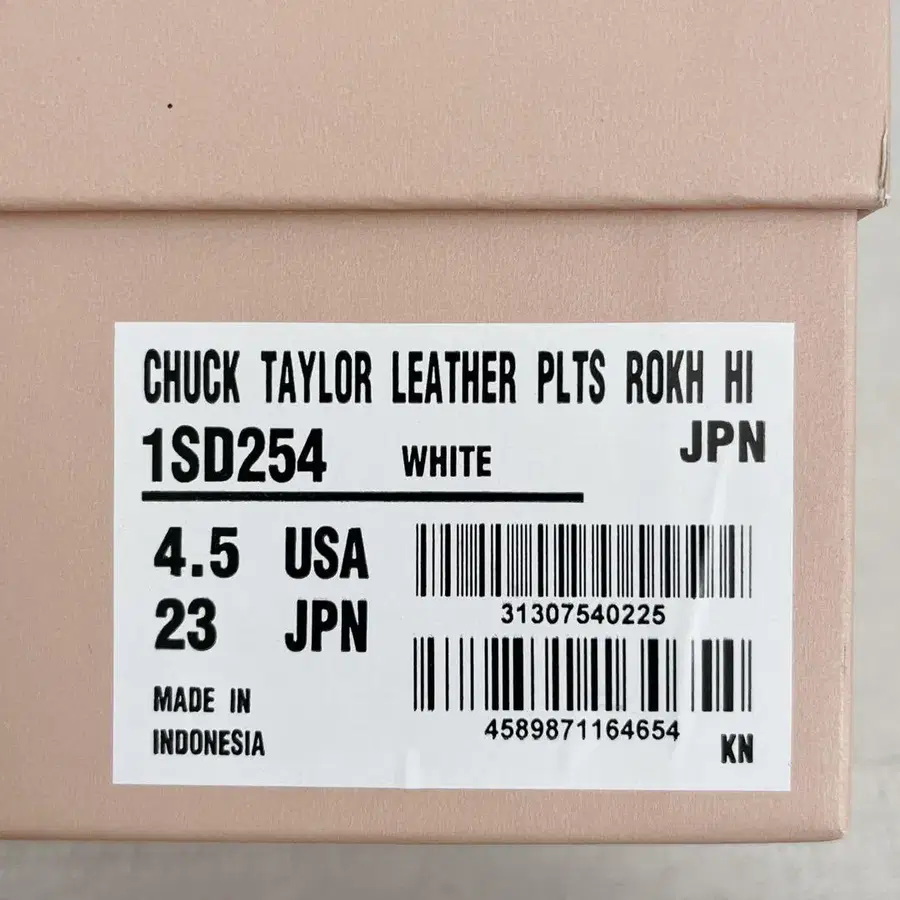 CHUCK TAYLOR LEATHER PLTS ROKH HI
1SD254 WHITE JPN
4.5 USA
31307540225
23 JPN
4589871164654
MADE IN
INDONESIA
KN